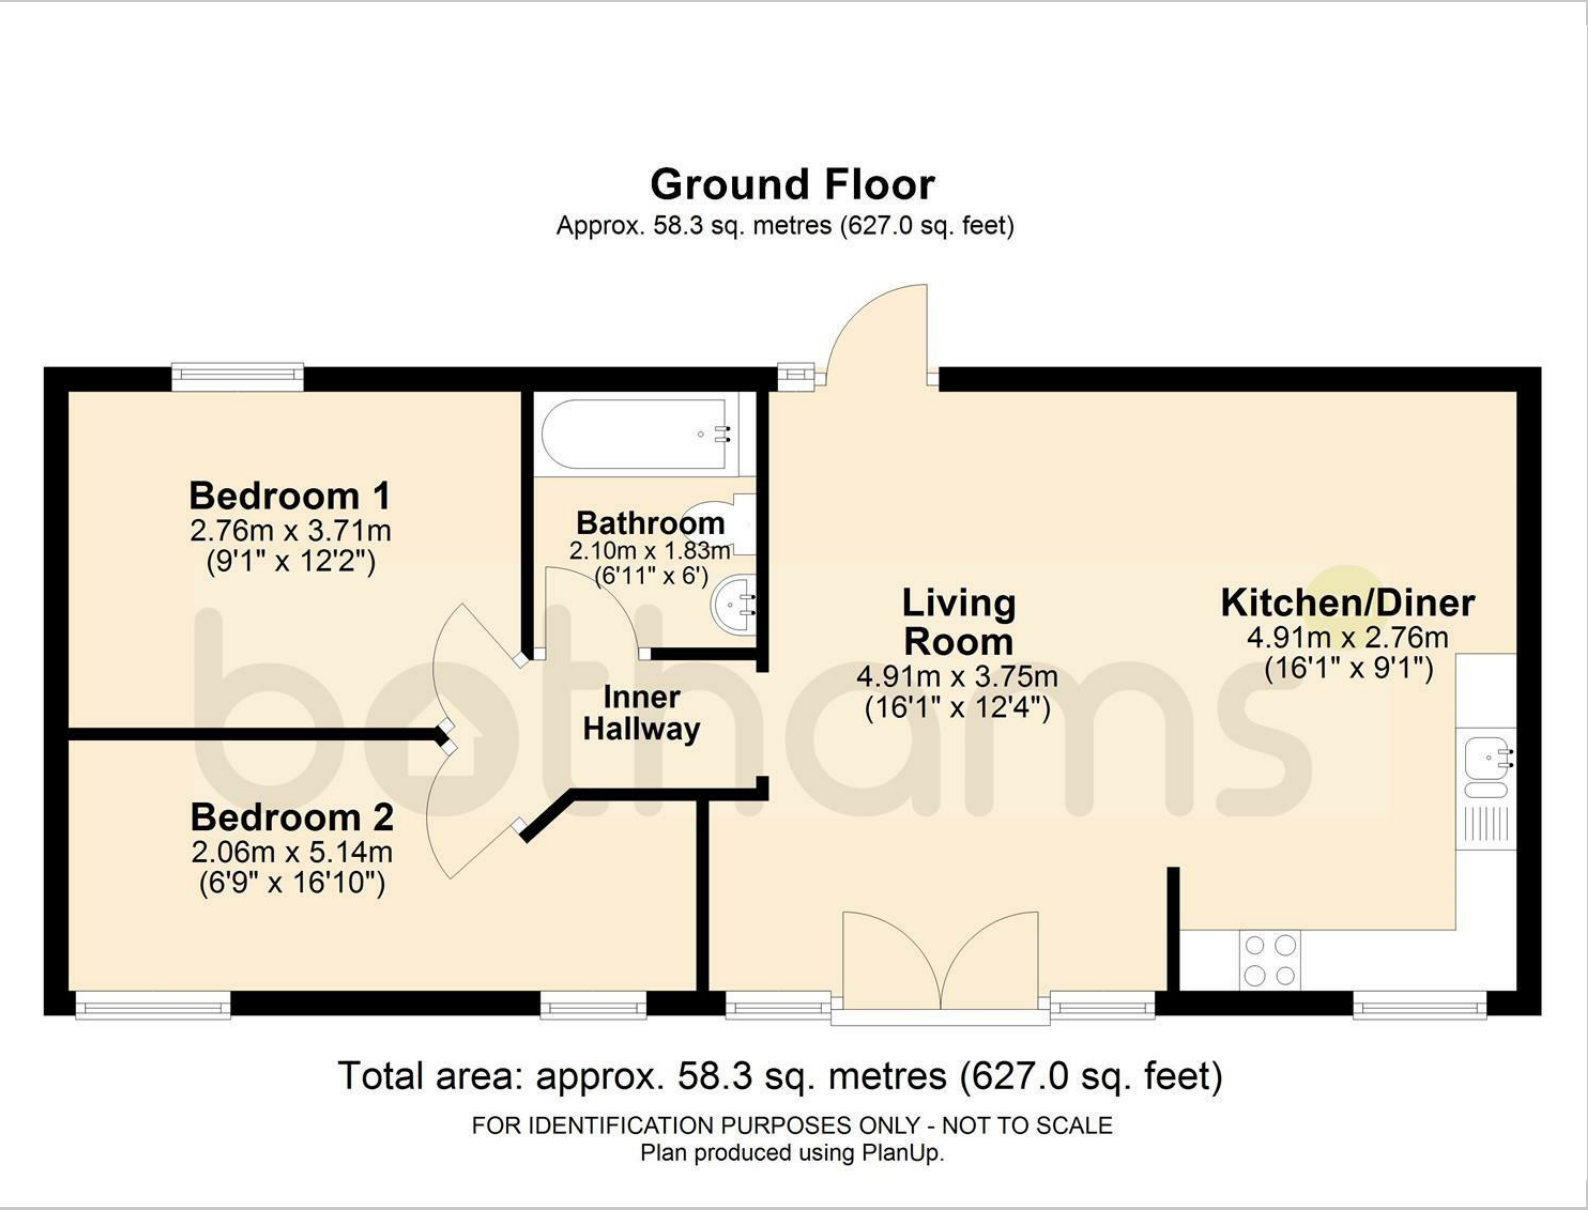 Ground Floor
Approx. 58.3 sq. metres (627.0 sq. feet)
Bedroom 1
2.76m x 3.71m
(9'1" x 12'2")
Bathroom
2.10m x 1.83m
(6'11" x 6')
Living
Room
4.91m x 3.75m
(16'1" x 12'4")
Kitchen/Diner
4.91m x 2.76m
(16'1" x 9'1")
Inner
Hallway
Bedroom 2
2.06m x 5.14m
(6'9" x 16'10")
bothams
Total area: approx. 58.3 sq. metres (627.0 sq. feet)
FOR IDENTIFICATION PURPOSES ONLY - NOT TO SCALE
Plan produced using PlanUp.